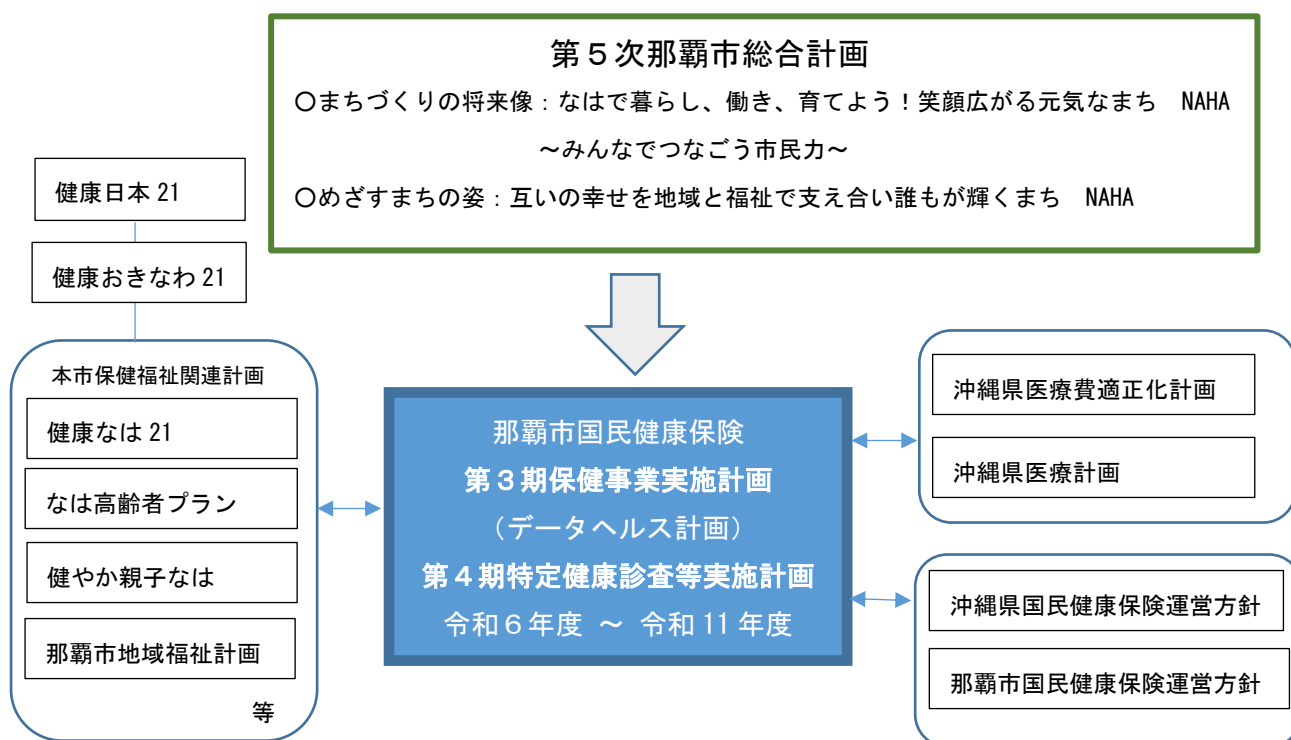 第５次那覇市総合計画
〇まちづくりの将来像：なはで暮らし、働き、育てよう！笑顔広がる元気なまち　NAHA
～みんなでつなごう市民力～
〇めざすまちの姿：互いの幸せを地域と福祉で支え合い誰もが輝くまち　NAHA
健康日本 21
健康おきなわ 21
本市保健福祉関連計画
健康なは 21
なは高齢者プラン
健やか親子なは
那覇市地域福祉計画
等
那覇市国民健康保険
第３期保健事業実施計画
（データヘルス計画）
第４期特定健康診査等実施計画
令和６年度 ～ 令和 11 年度
沖縄県医療費適正化計画
沖縄県医療計画
沖縄県国民健康保険運営方針
那覇市国民健康保険運営方針